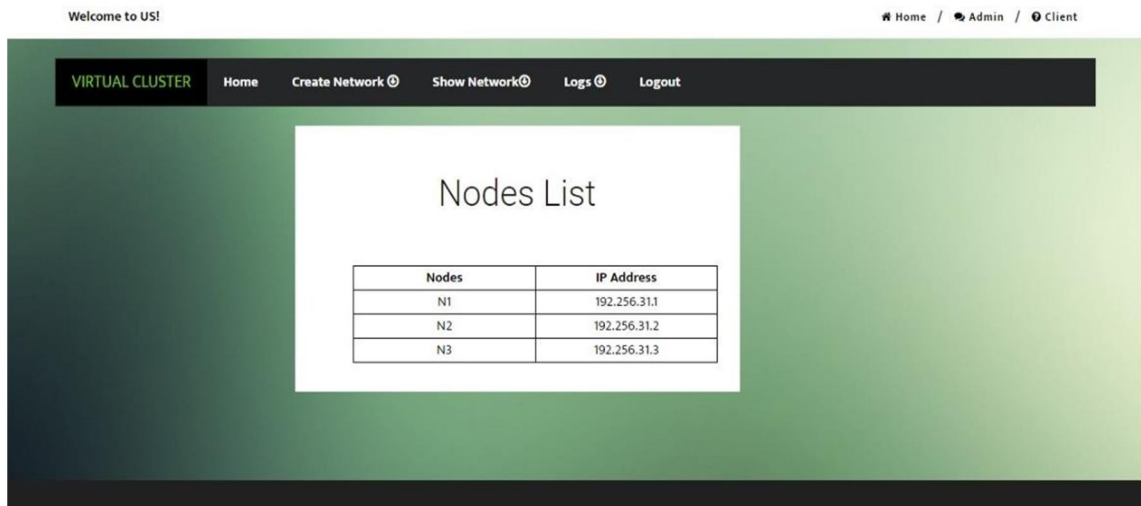 Welcome to US!
Home / Admin / Client
VIRTUAL CLUSTER Home Create Network Show Network Logs Logout
Nodes List
Nodes IP Address
N1 192.256.31.1
N2 192.256.31.2
N3 192.256.31.3